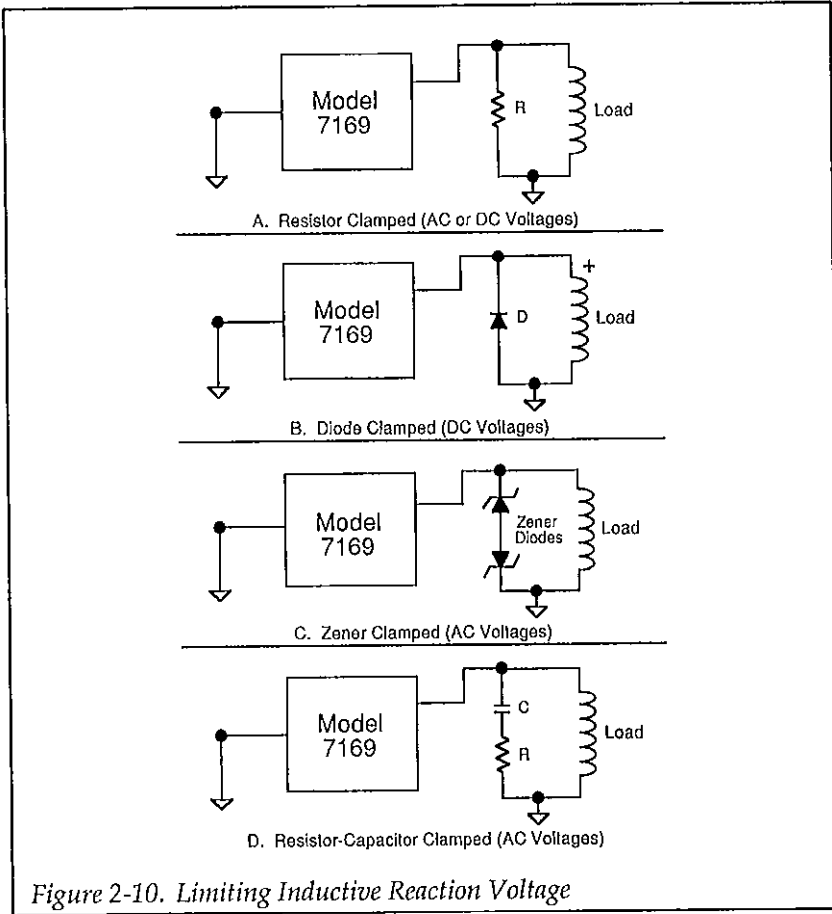 Model
7169
R
Load
A. Resistor Clamped (AC or DC Voltages)
Model
7169
D
+
Load
B. Diode Clamped (DC Voltages)
Model
7169
Zener
Diodes
Load
C. Zener Clamped (AC Voltages)
Model
7169
C
R
Load
D. Resistor-Capacitor Clamped (AC Voltages)
Figure 2-10. Limiting Inductive Reaction Voltage